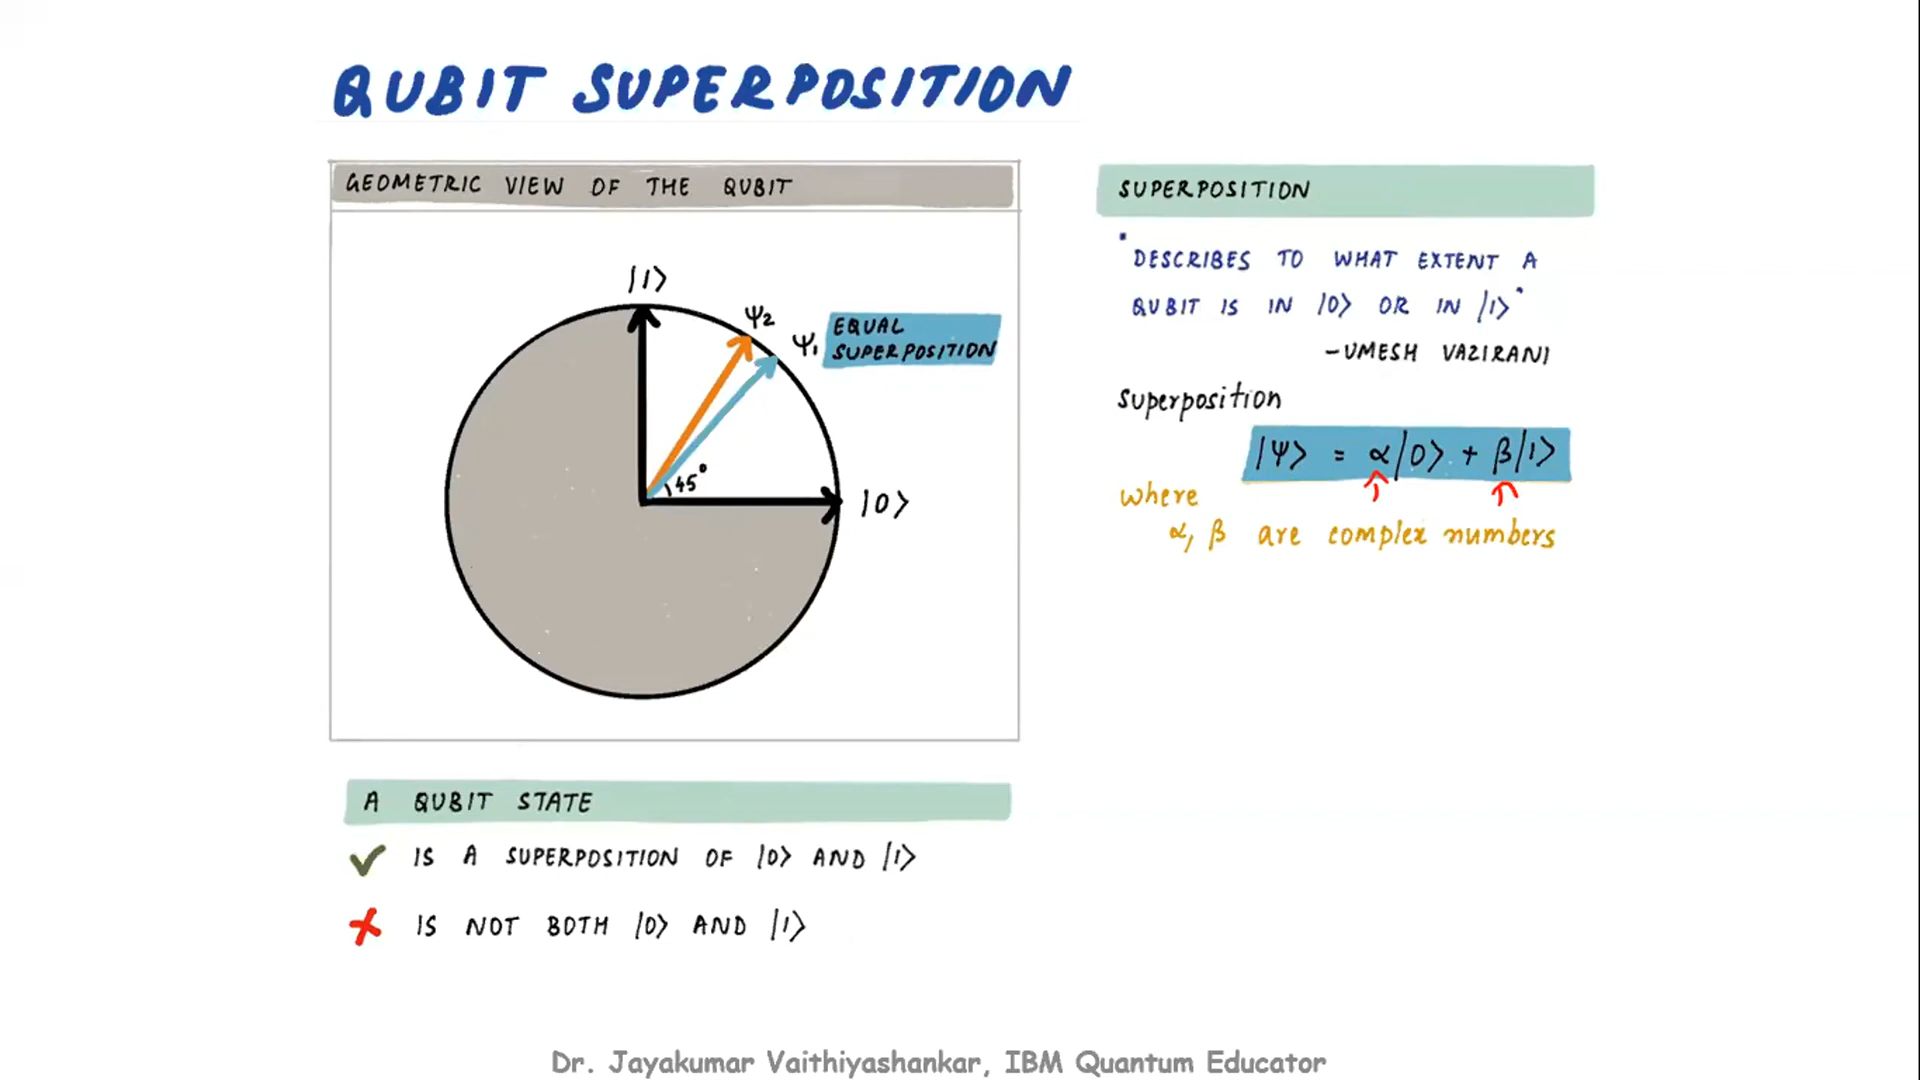 QUBIT SUPERPOSITION
GEOMETRIC VIEW OF THE QUBIT
|1⟩
ψ2
ψ1
EQUAL
SUPERPOSITION
45°
|0⟩
A QUBIT STATE
IS A SUPERPOSITION OF |0⟩ AND |1⟩
IS NOT BOTH |0⟩ AND |1⟩
SUPERPOSITION
"DESCRIBES TO WHAT EXTENT A
QUBIT IS IN |0⟩ OR IN |1⟩"
-UMESH VAZIRANI
Superposition
|ψ⟩ = α|0⟩ + β|1⟩
where
α, β are complex numbers
Dr. Jayakumar Vaithiyashankar, IBM Quantum Educator